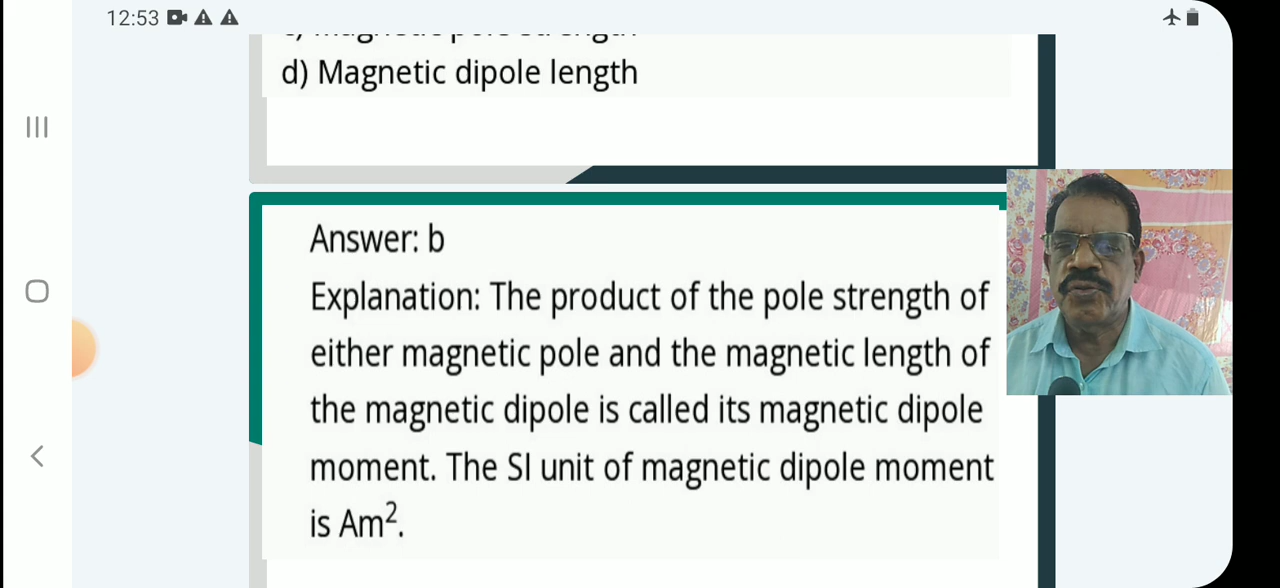 12:53
d) Magnetic dipole length
Answer: b
Explanation: The product of the pole strength of
either magnetic pole and the magnetic length of
the magnetic dipole is called its magnetic dipole
moment. The SI unit of magnetic dipole moment
is Am².